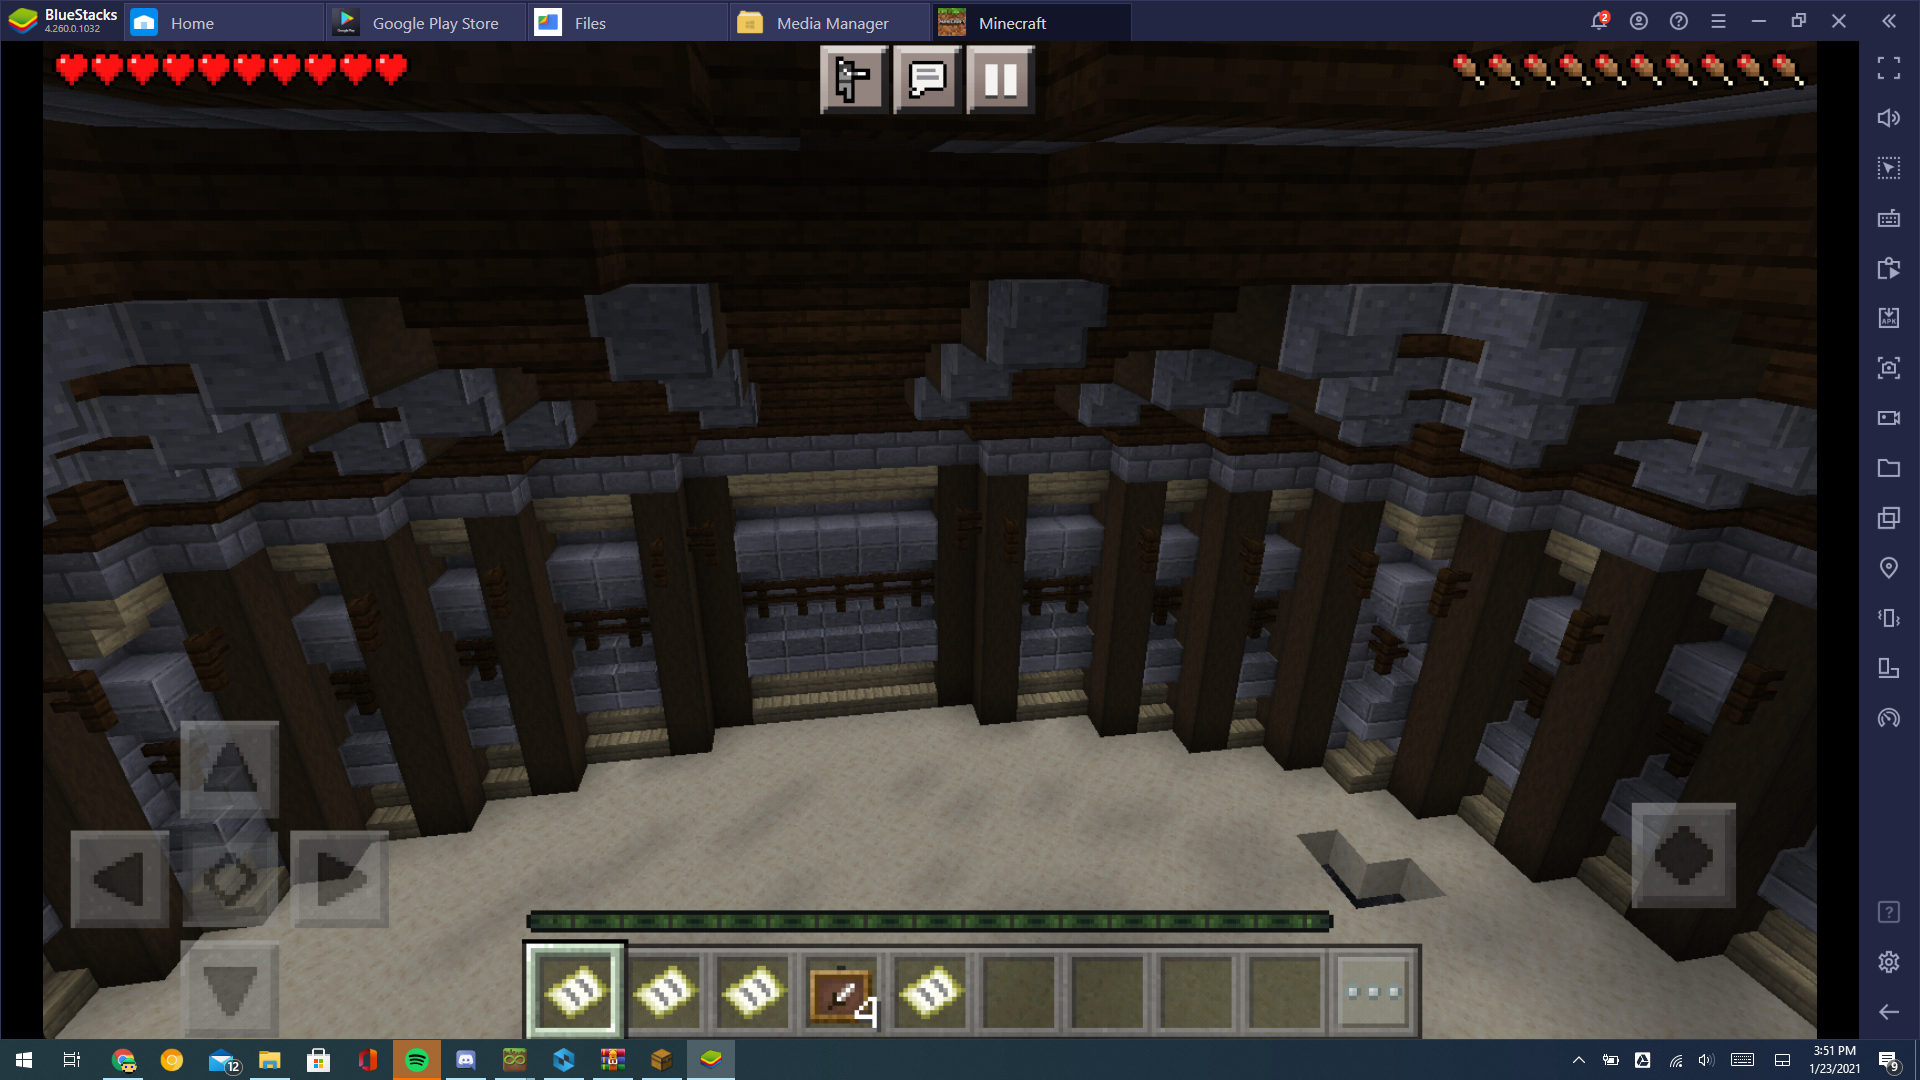 BlueStacks
4.260.0.1032
Home
Google Play Store
Files
Media Manager
Minecraft
2
4
12
3:51 PM
1/23/2021
9